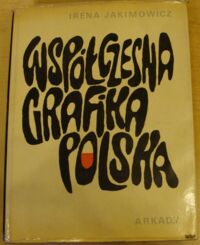 IRENA JAKIMOWICZ
WSPÓŁCZESNA
GRAFIKA
POLSKA
ARKADY